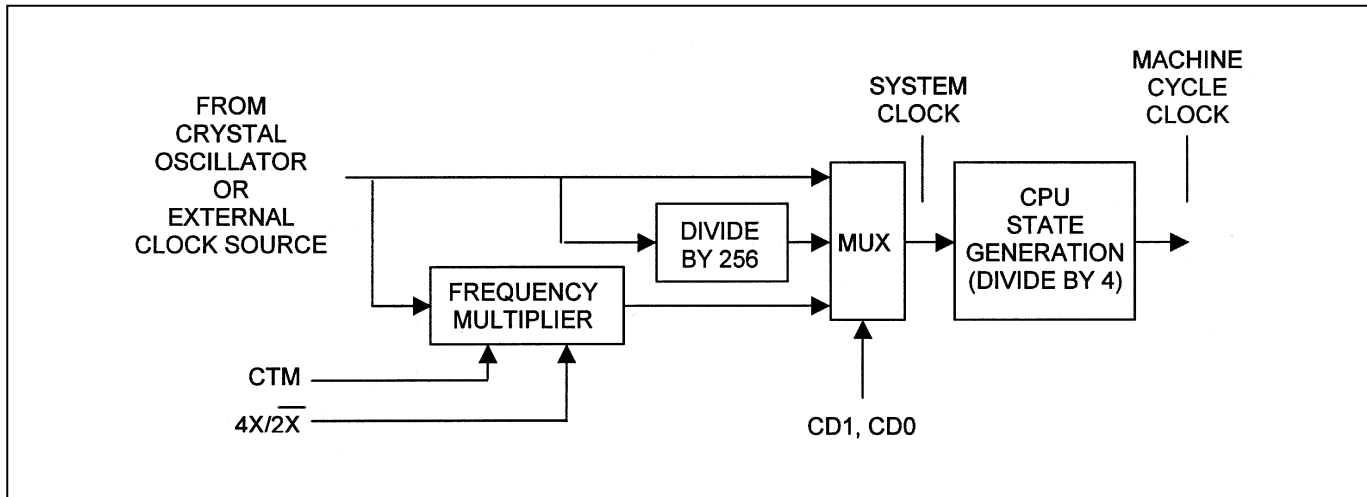 FROM
CRYSTAL
OSCILLATOR
OR
EXTERNAL
CLOCK SOURCE
SYSTEM
CLOCK
MACHINE
CYCLE
CLOCK
DIVIDE
BY 256
MUX
CPU
STATE
GENERATION
(DIVIDE BY 4)
FREQUENCY
MULTIPLIER
CTM
4X/2X̅
CD1, CD0